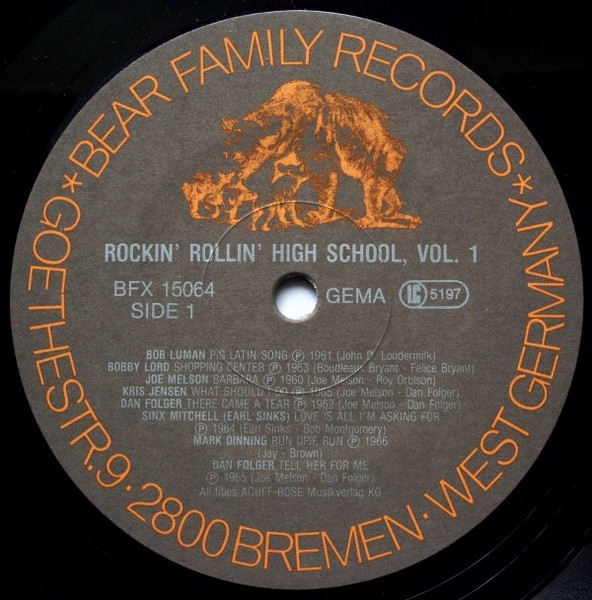 *BEAR FAMILY RECORDS*
GOETHESTR.9·2800 BREMEN·WEST GERMANY
ROCKIN' ROLLIN' HIGH SCHOOL, VOL. 1
BFX 15064
SIDE 1
GEMA
LC 5197
BOB LUMAN PIG LATIN SONG Ⓟ 1961 (John D. Loudermilk)
BOBBY LORD SHOPPING CENTER Ⓟ 1963 (Boudleaux Bryant - Felice Bryant)
JOE MELSON BARBARA Ⓟ 1960 (Joe Melson - Roy Orbison)
KRIS JENSEN WHAT SHOULD I DO Ⓟ 1965 (Joe Melson - Dan Folger)
DAN FOLGER THERE CAME A TEAR Ⓟ 1962 (Joe Melson - Dan Folger)
SINX MITCHELL (EARL SINKS) LOVE IS ALL I'M ASKING FOR
Ⓟ 1964 (Earl Sinks - Bob Montgomery)
MARK DINNING RUN OPIE RUN Ⓟ 1966
(Jay - Brown)
DAN FOLGER TELL HER FOR ME
Ⓟ 1965 (Joe Melson - Dan Folger)
All titles ACUFF-ROSE Musikverlag KG